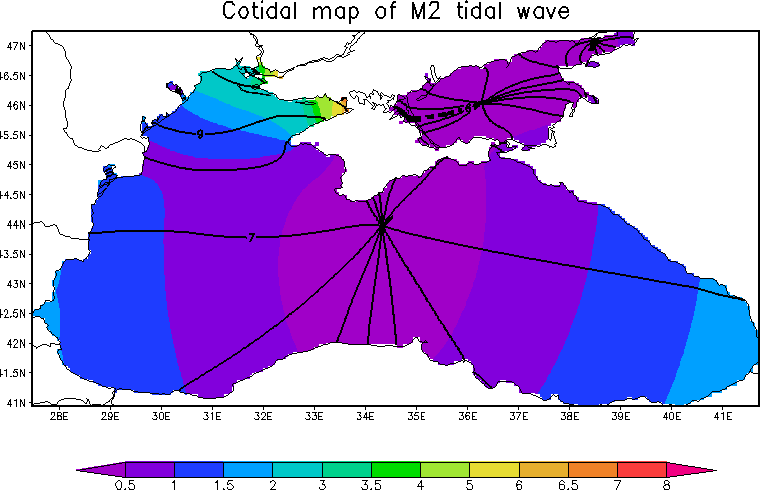 Cotidal map of M2 tidal wave
47N
46.5N
46N
45.5N
45N
44.5N
44N
43.5N
43N
42.5N
42N
41.5N
41N
9
7
28E 29E 30E 31E 32E 33E 34E 35E 36E 37E 38E 39E 40E 41E
0.5 1 1.5 2 3 3.5 4 5 6 6.5 7 8